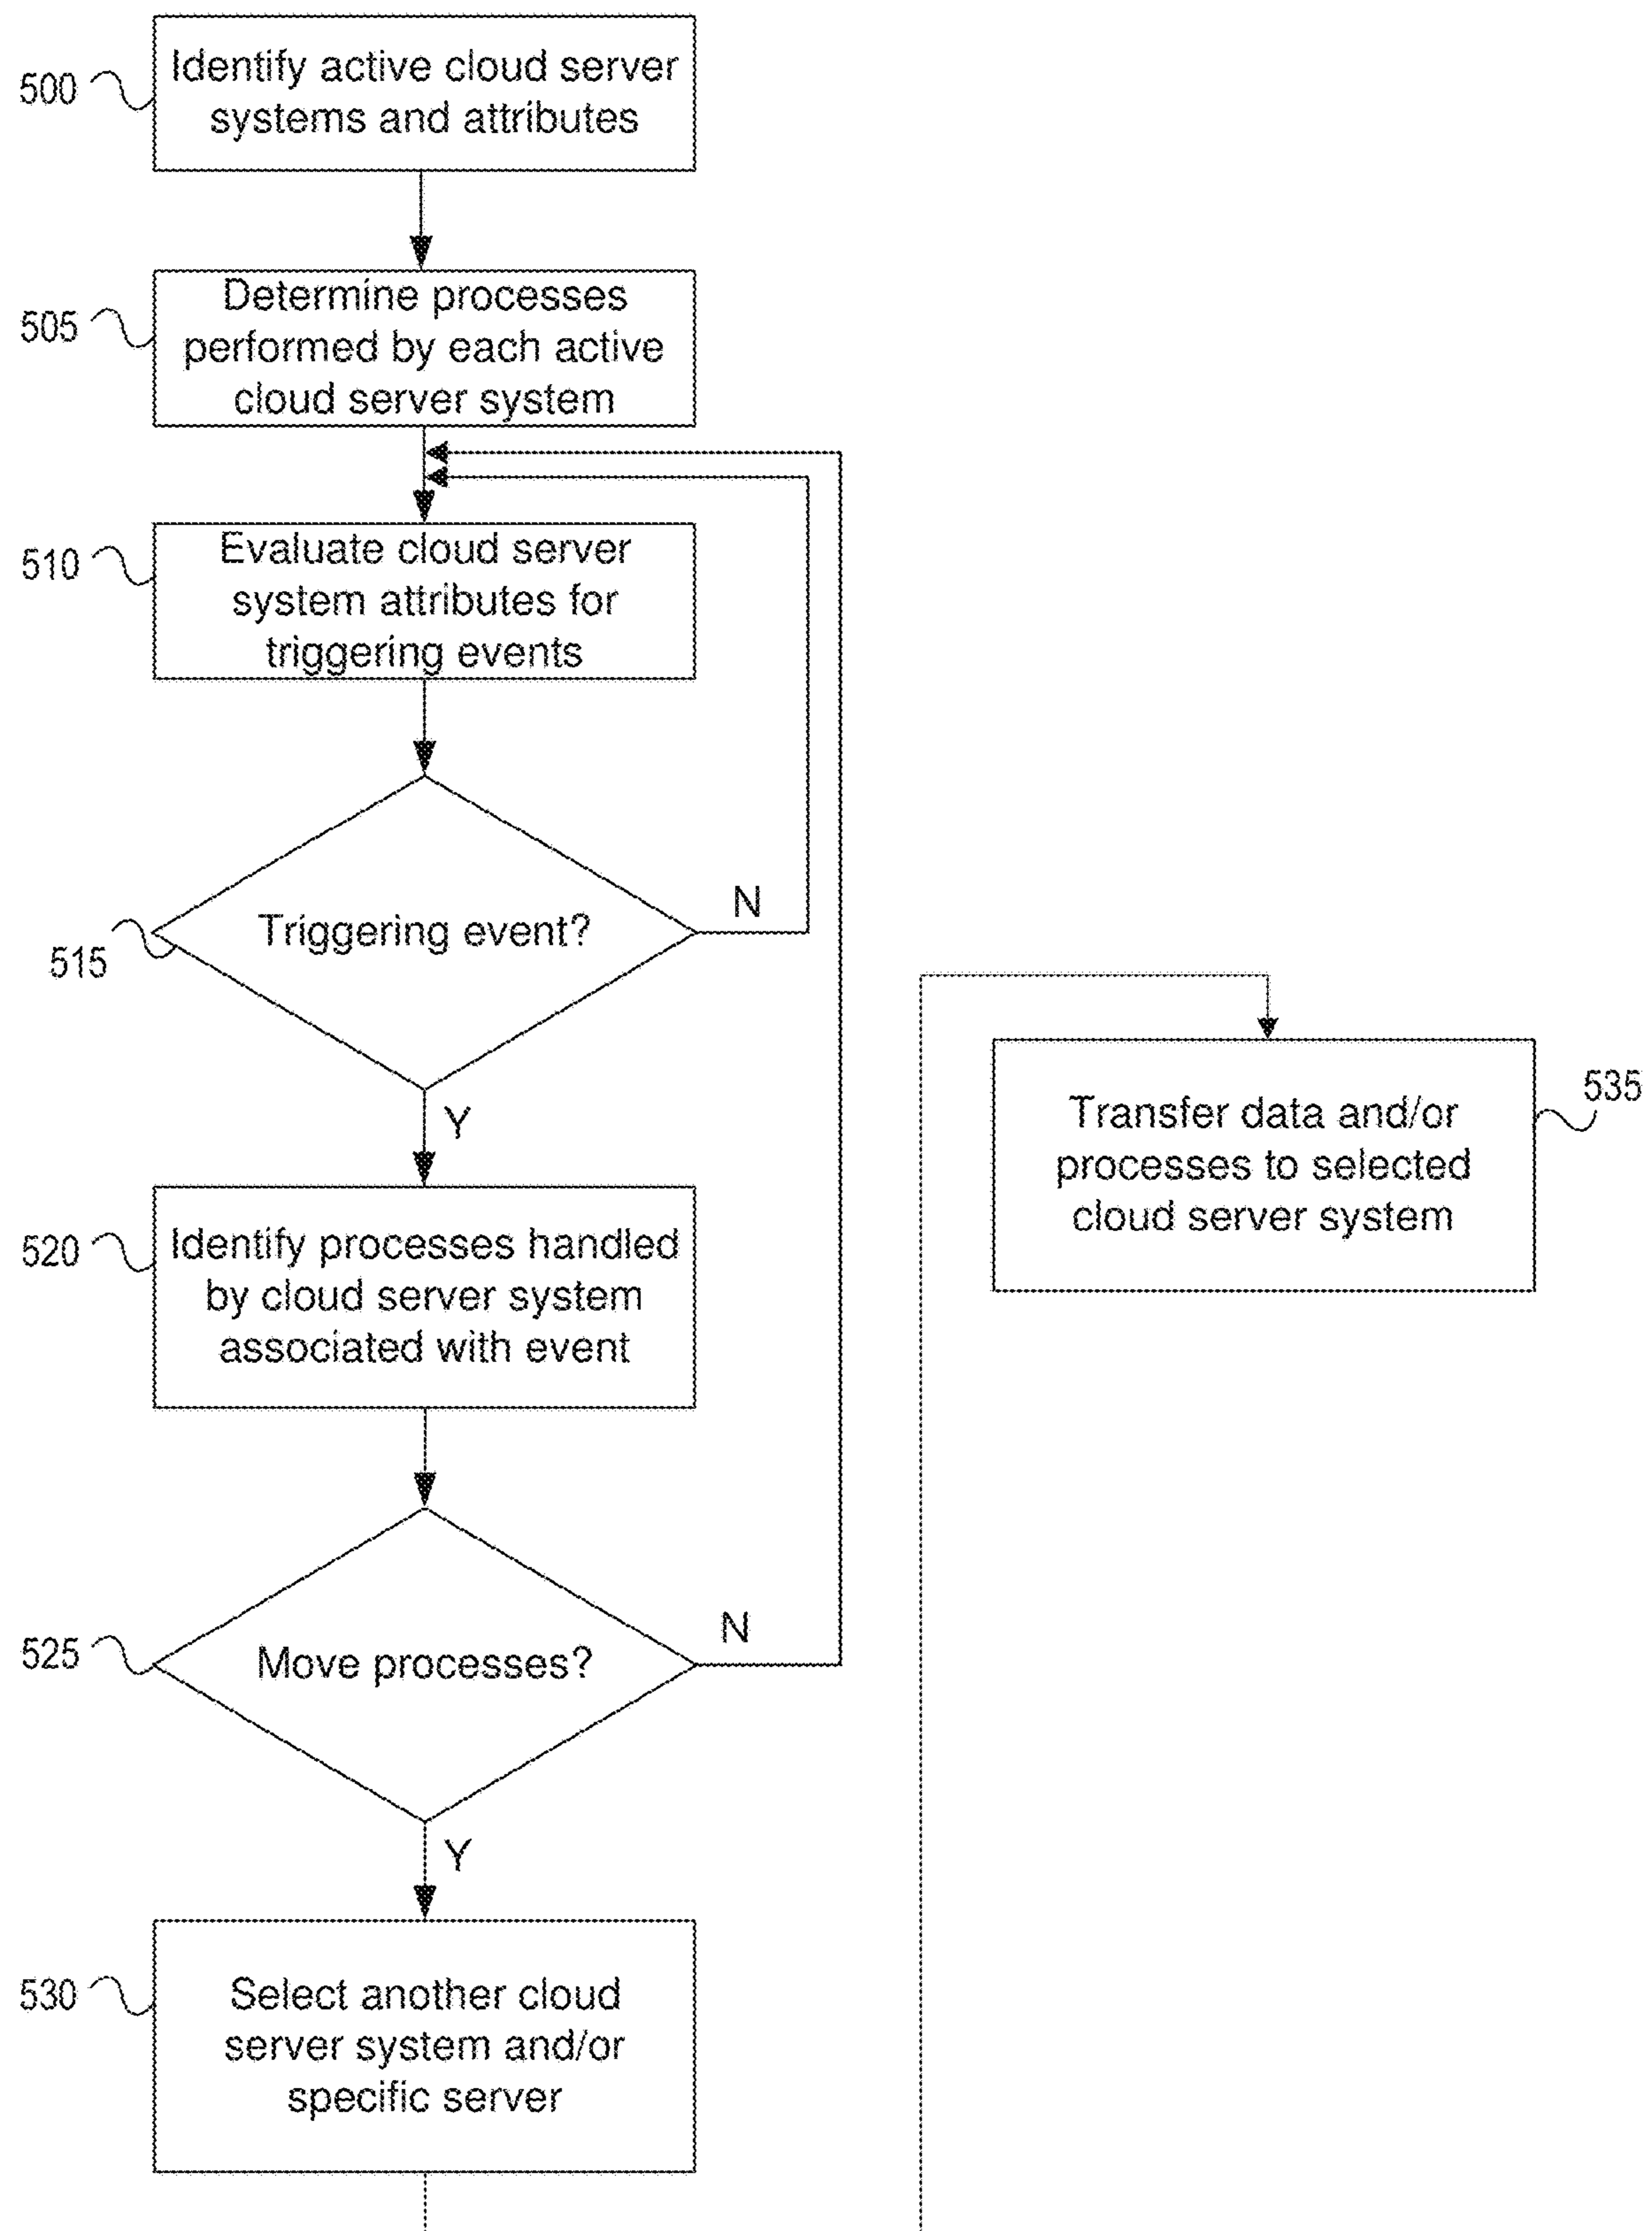 500
Identify active cloud server
systems and attributes
505
Determine processes
performed by each active
cloud server system
510
Evaluate cloud server
system attributes for
triggering events
515
Triggering event?
N
Y
520
Identify processes handled
by cloud server system
associated with event
525
Move processes?
N
Y
530
Select another cloud
server system and/or
specific server
535
Transfer data and/or
processes to selected
cloud server system